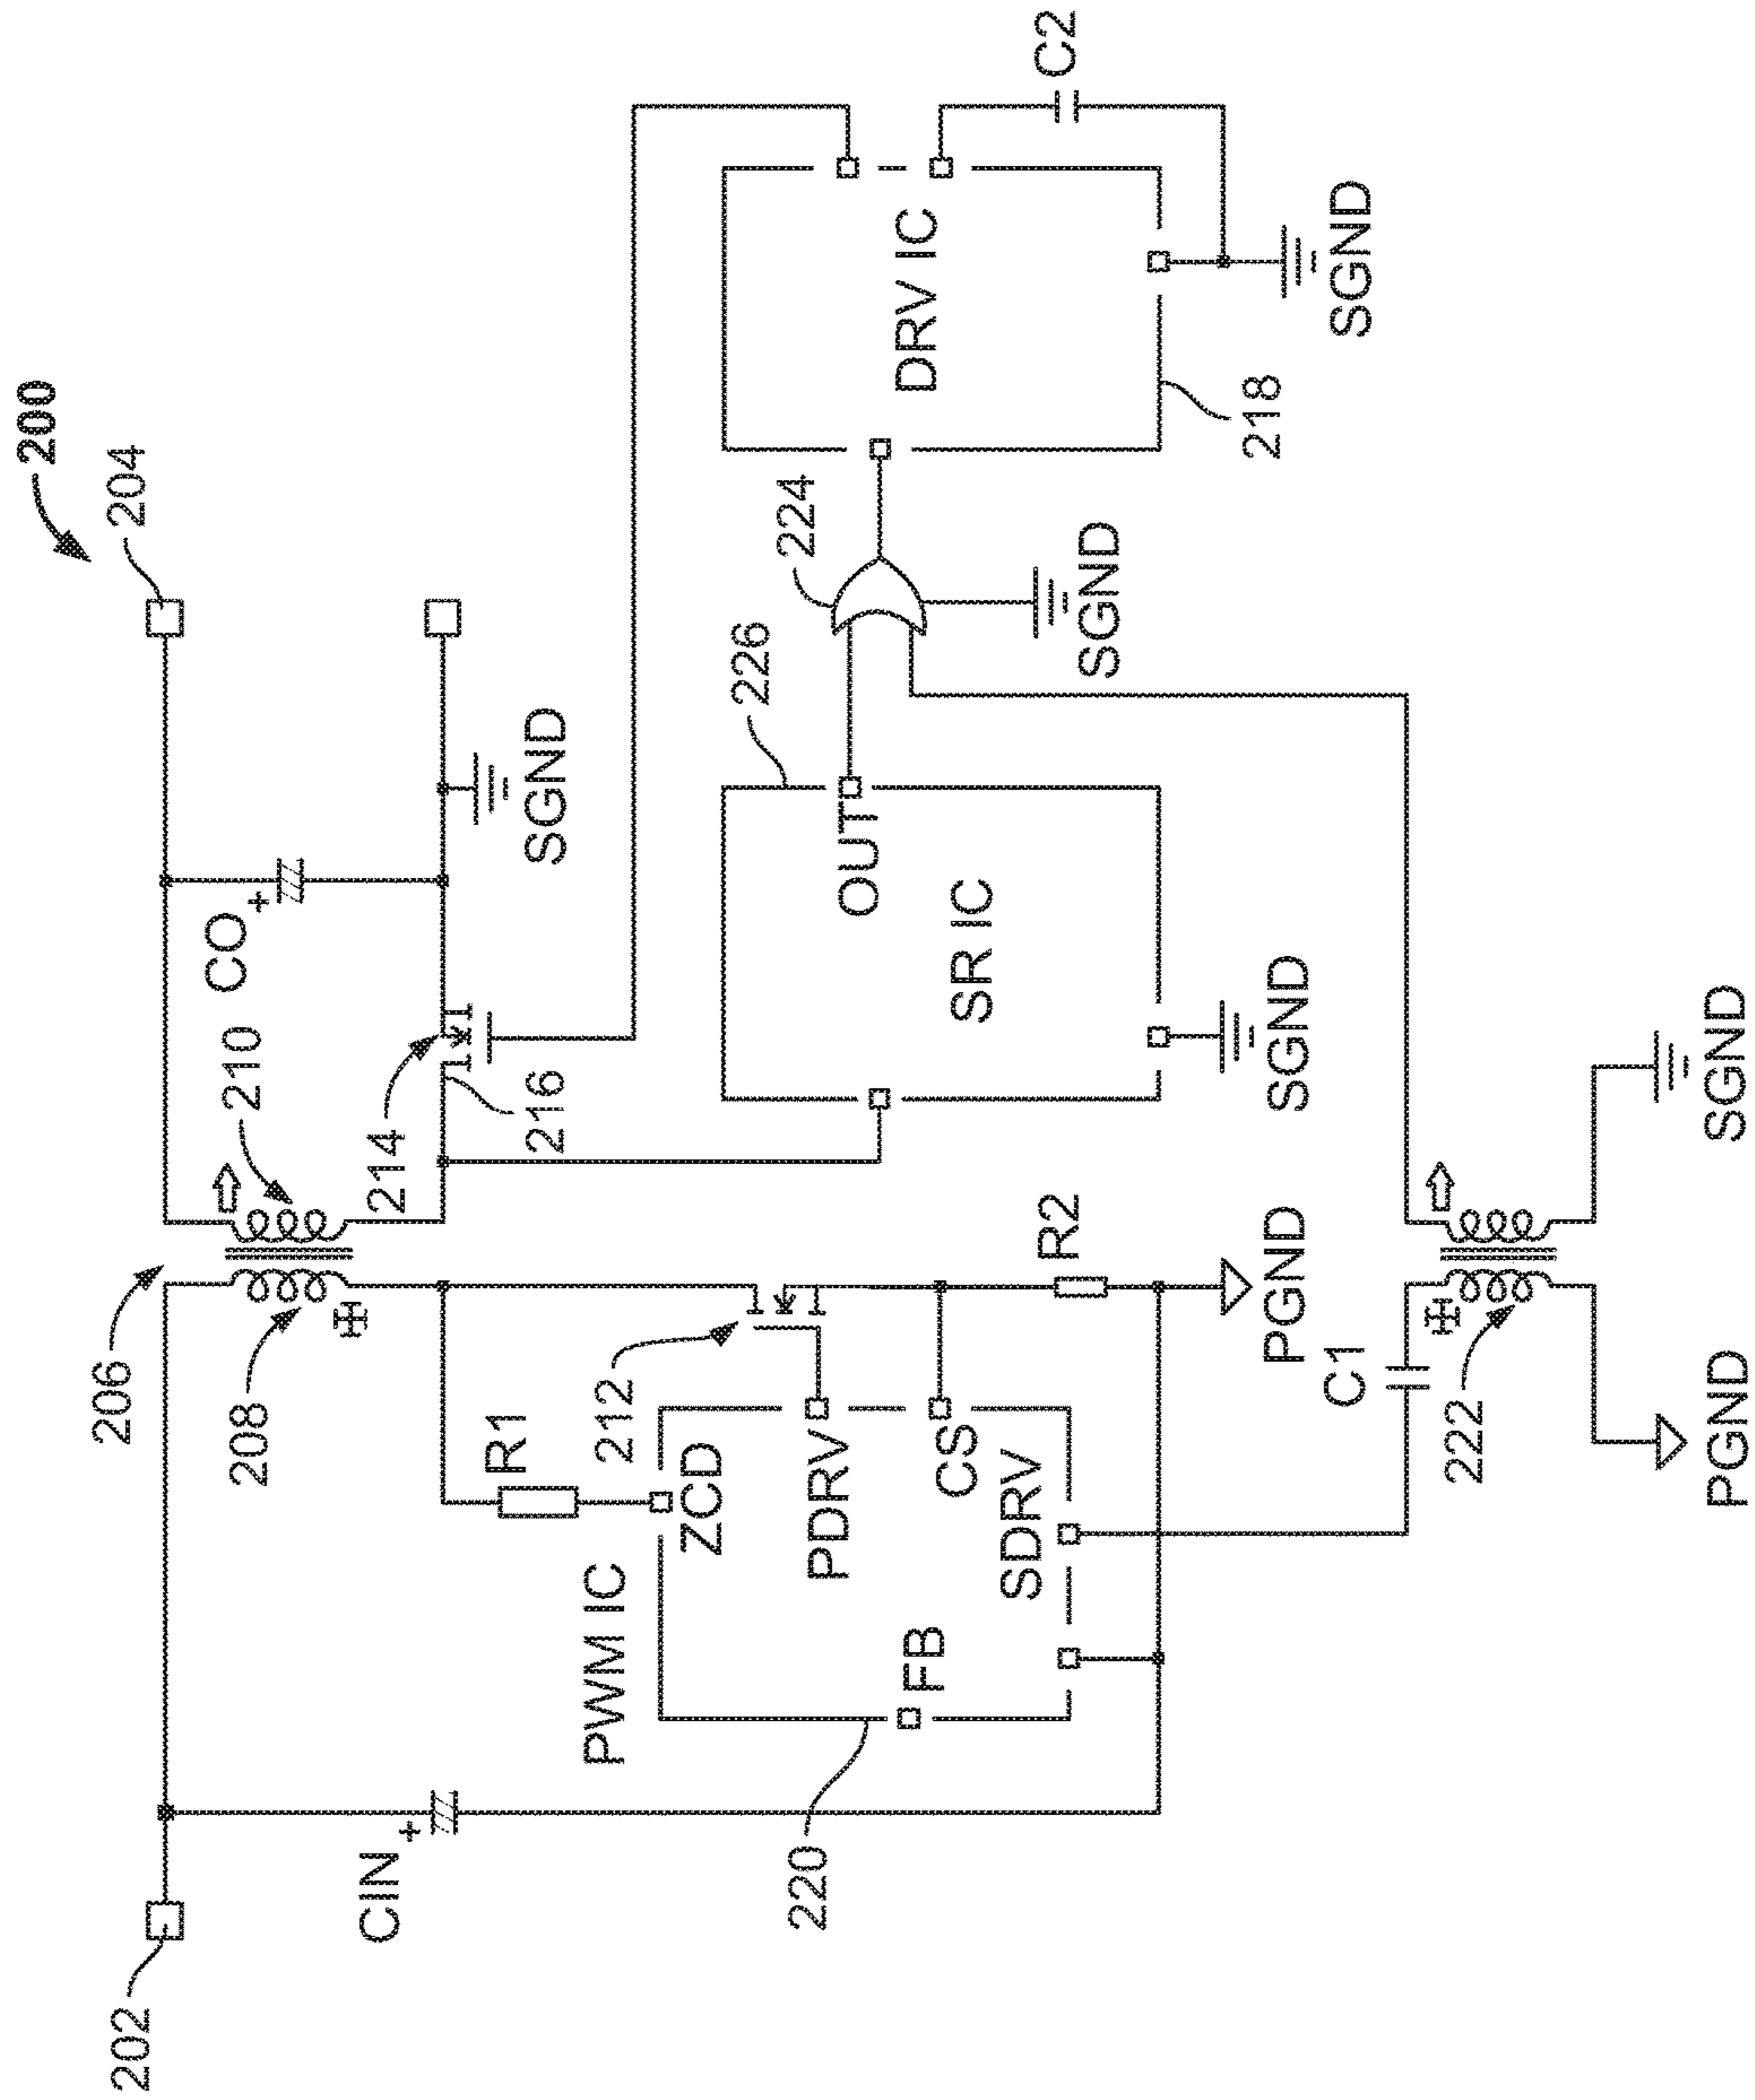 200
202
204
206
208
210
CIN
CO
+
+
214
216
SGND
R1
212
PWM IC
ZCD
PDRV
CS
FB
SDRV
220
R2
PGND
226
OUT
SR IC
SGND
224
SGND
DRV IC
218
C2
SGND
C1
222
PGND
SGND